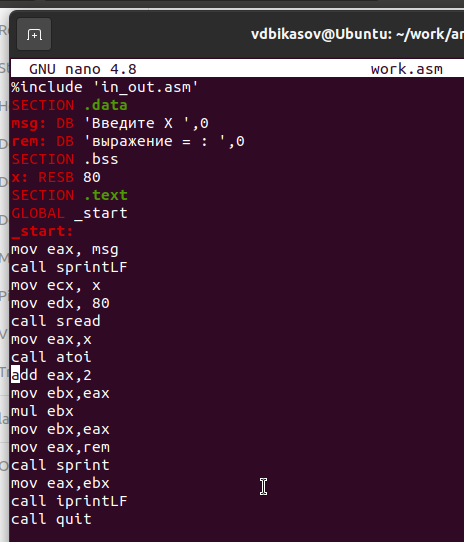 vdbikasov@Ubuntu: ~/work/ar
GNU nano 4.8 work.asm
%include 'in_out.asm'
SECTION .data
msg: DB 'Введите X ',0
rem: DB 'выражение = : ',0
SECTION .bss
x: RESB 80
SECTION .text
GLOBAL _start
_start:
mov eax, msg
call sprintLF
mov ecx, x
mov edx, 80
call sread
mov eax,x
call atoi
add eax,2
mov ebx,eax
mul ebx
mov ebx,eax
mov eax,rem
call sprint
mov eax,ebx
call iprintLF
call quit